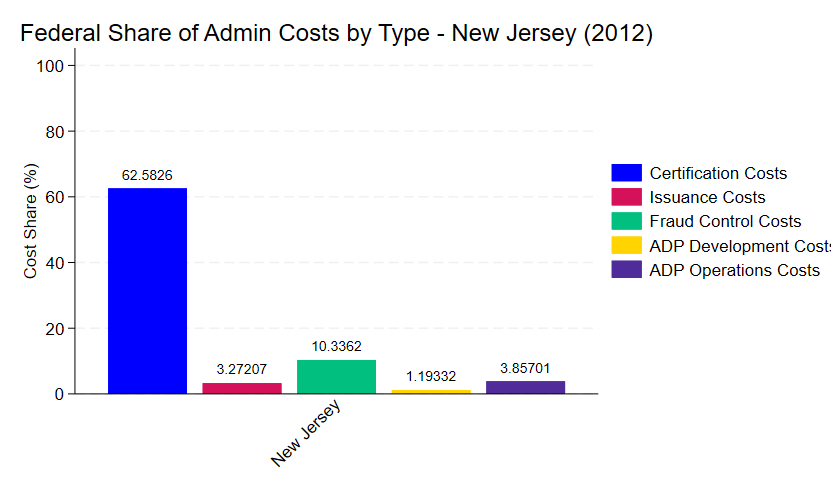 Federal Share of Admin Costs by Type - New Jersey (2012)
100
80
60
40
20
0
Cost Share (%)
62.5826
3.27207
10.3362
1.19332
3.85701
New Jersey
Certification Costs
Issuance Costs
Fraud Control Costs
ADP Development Costs
ADP Operations Costs